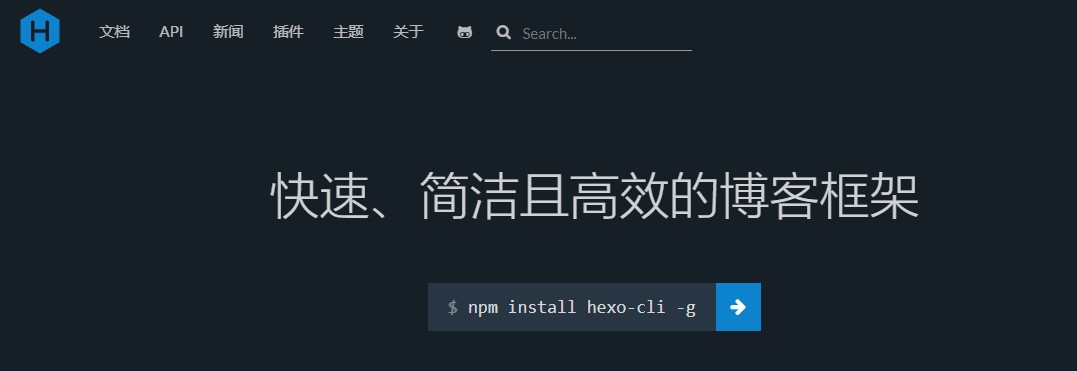 H
文档 API 新闻 插件 主题 关于 Search...
快速、简洁且高效的博客框架
$ npm install hexo-cli -g